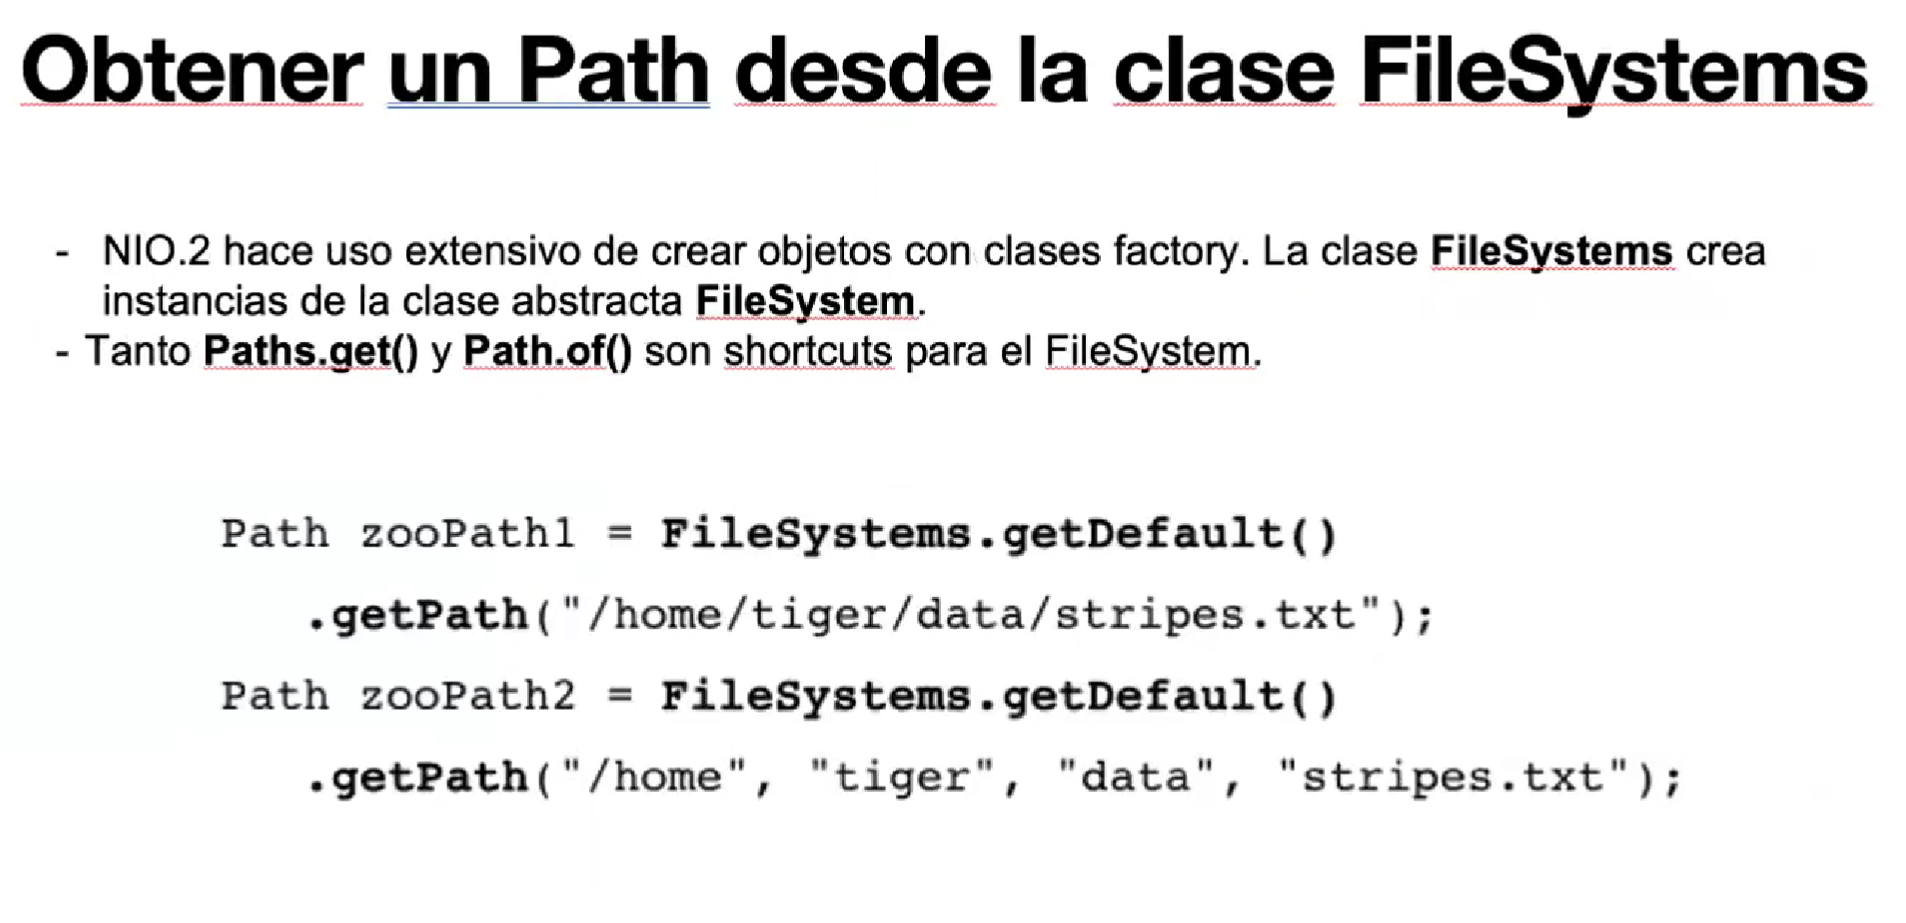 Obtener un Path desde la clase FileSystems
- NIO.2 hace uso extensivo de crear objetos con clases factory. La clase FileSystems crea
instancias de la clase abstracta FileSystem.
- Tanto Paths.get() y Path.of() son shortcuts para el FileSystem.
Path zooPath1 = FileSystems.getDefault()
.getPath("/home/tiger/data/stripes.txt");
Path zooPath2 = FileSystems.getDefault()
.getPath("/home", "tiger", "data", "stripes.txt");